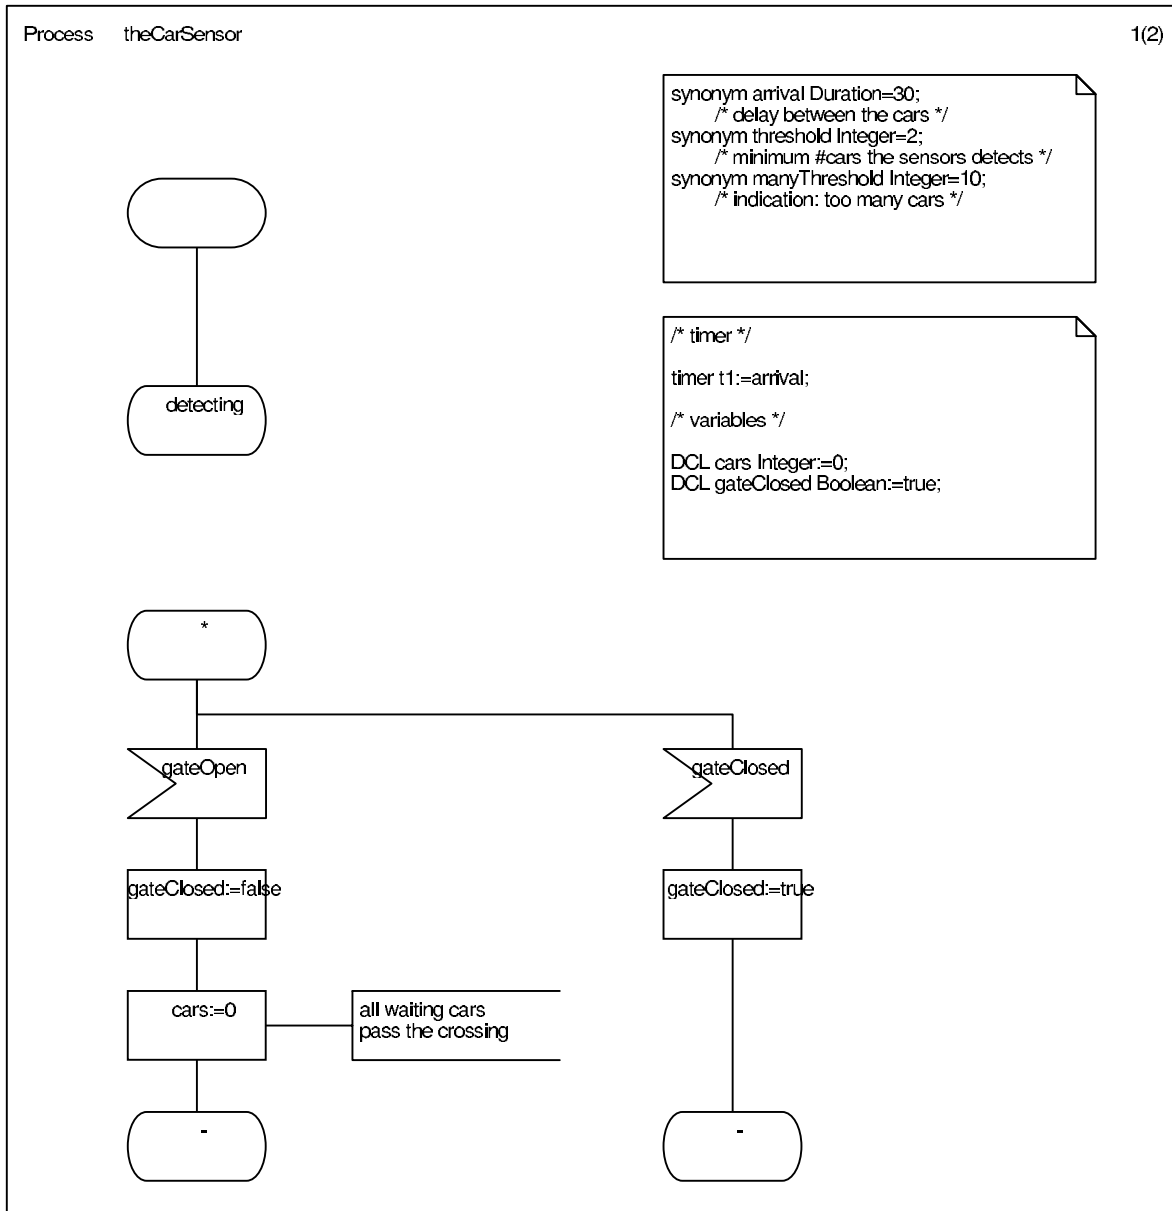 Process theCarSensor 1(2)
synonym arrival Duration=30;
/* delay between the cars */
synonym threshold Integer=2;
/* minimum #cars the sensors detects */
synonym manyThreshold Integer=10;
/* indication: too many cars */
detecting
/* timer */
timer t1:=arrival;
/* variables */
DCL cars Integer:=0;
DCL gateClosed Boolean:=true;
*
gateOpen
gateClosed
gateClosed:=false
gateClosed:=true
cars:=0
all waiting cars
pass the crossing
-
-